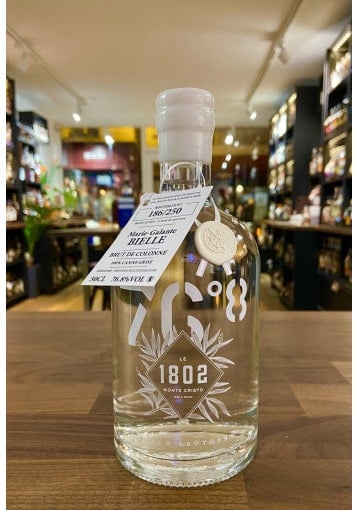 186/250
Marie-Galante
BIELLE
BRUT DE COLONNE
100% CANNE GRISE
50CL 76.8%VOL
76°8
LE
1802
MONTE CRISTO